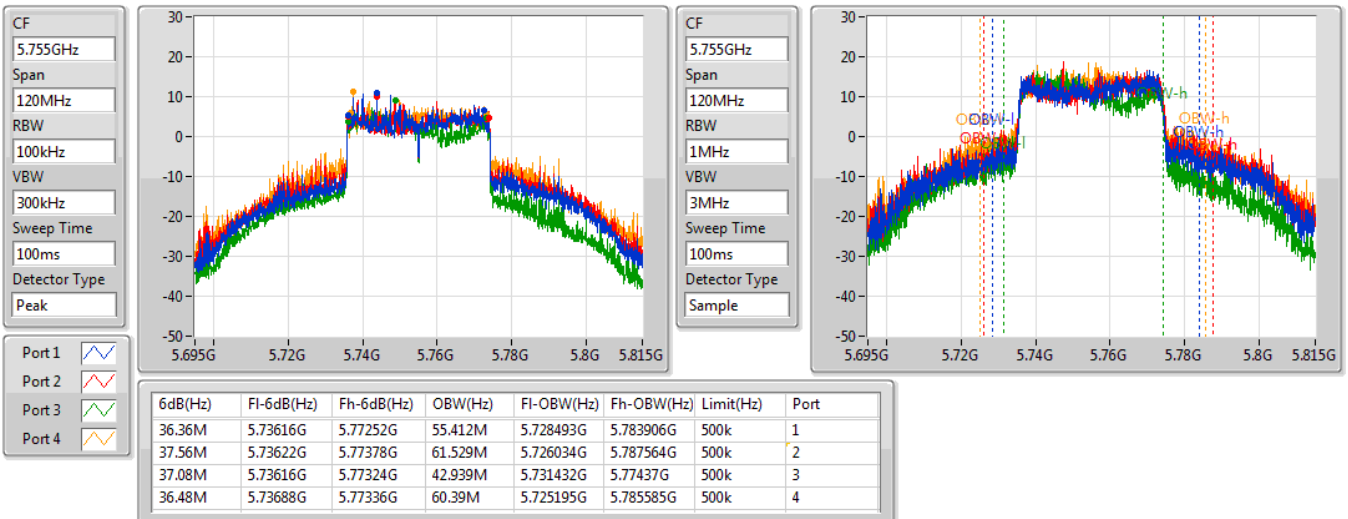 CF
5.755GHz
Span
120MHz
RBW
100kHz
VBW
300kHz
Sweep Time
100ms
Detector Type
Peak
30
20
10
0
-10
-20
-30
-40
-50
5.695G 5.72G 5.74G 5.76G 5.78G 5.8G 5.815G
CF
5.755GHz
Span
120MHz
RBW
1MHz
VBW
3MHz
Sweep Time
100ms
Detector Type
Sample
30
20
10
0
-10
-20
-30
-40
-50
OBW-h
OBW-l
OBW-h
OBW-h
5.695G 5.72G 5.74G 5.76G 5.78G 5.8G 5.815G
Port 1
Port 2
Port 3
Port 4
6dB(Hz) Fl-6dB(Hz) Fh-6dB(Hz) OBW(Hz) Fl-OBW(Hz) Fh-OBW(Hz) Limit(Hz) Port
36.36M 5.73616G 5.77252G 55.412M 5.728493G 5.783906G 500k 1
37.56M 5.73622G 5.77378G 61.529M 5.726034G 5.787564G 500k 2
37.08M 5.73616G 5.77324G 42.939M 5.731432G 5.77437G 500k 3
36.48M 5.73688G 5.77336G 60.39M 5.725195G 5.785585G 500k 4